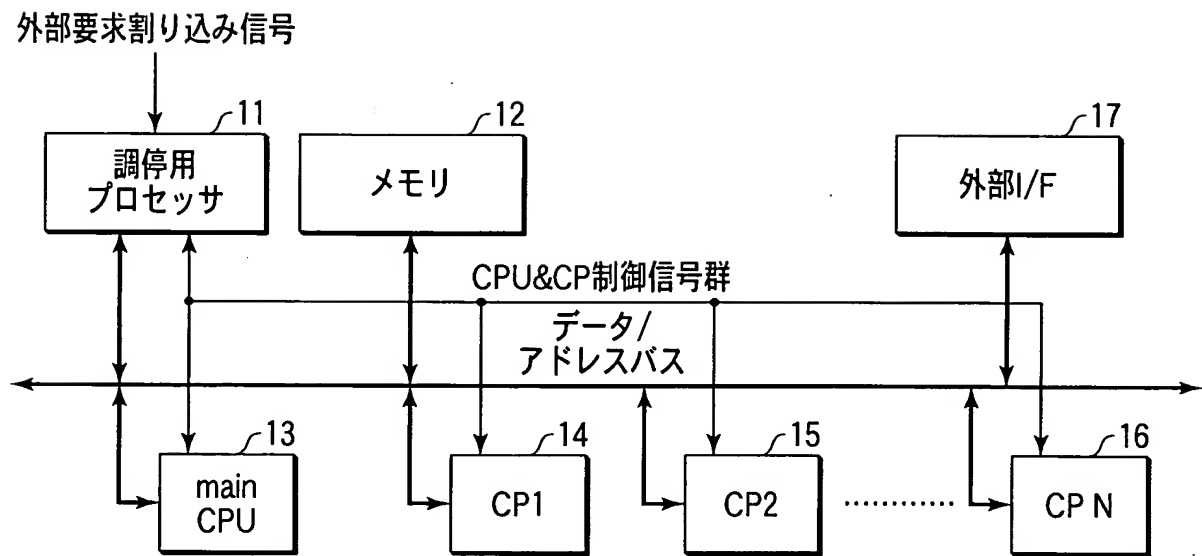 外部要求割り込み信号
11
調停用
プロセッサ
12
メモリ
17
外部I/F
CPU&CP制御信号群
データ/
アドレスバス
13
main
CPU
14
CP1
15
CP2
………
16
CP N